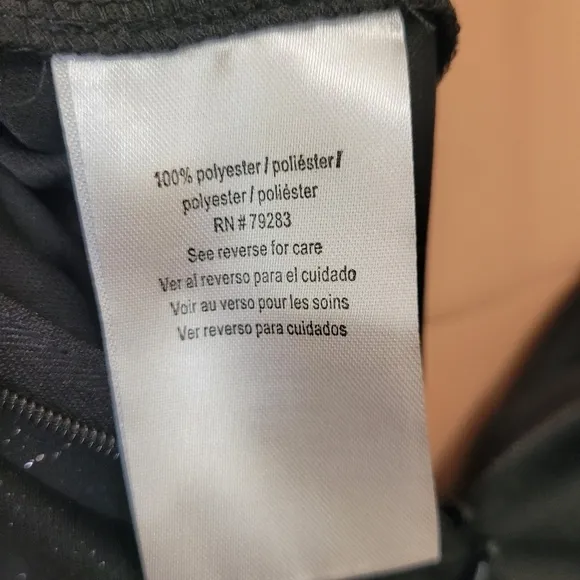 100% polyester / poliéster /
polyester / poliéster
RN # 79283
See reverse for care
Ver al reverso para el cuidado
Voir au verso pour les soins
Ver reverso para cuidados